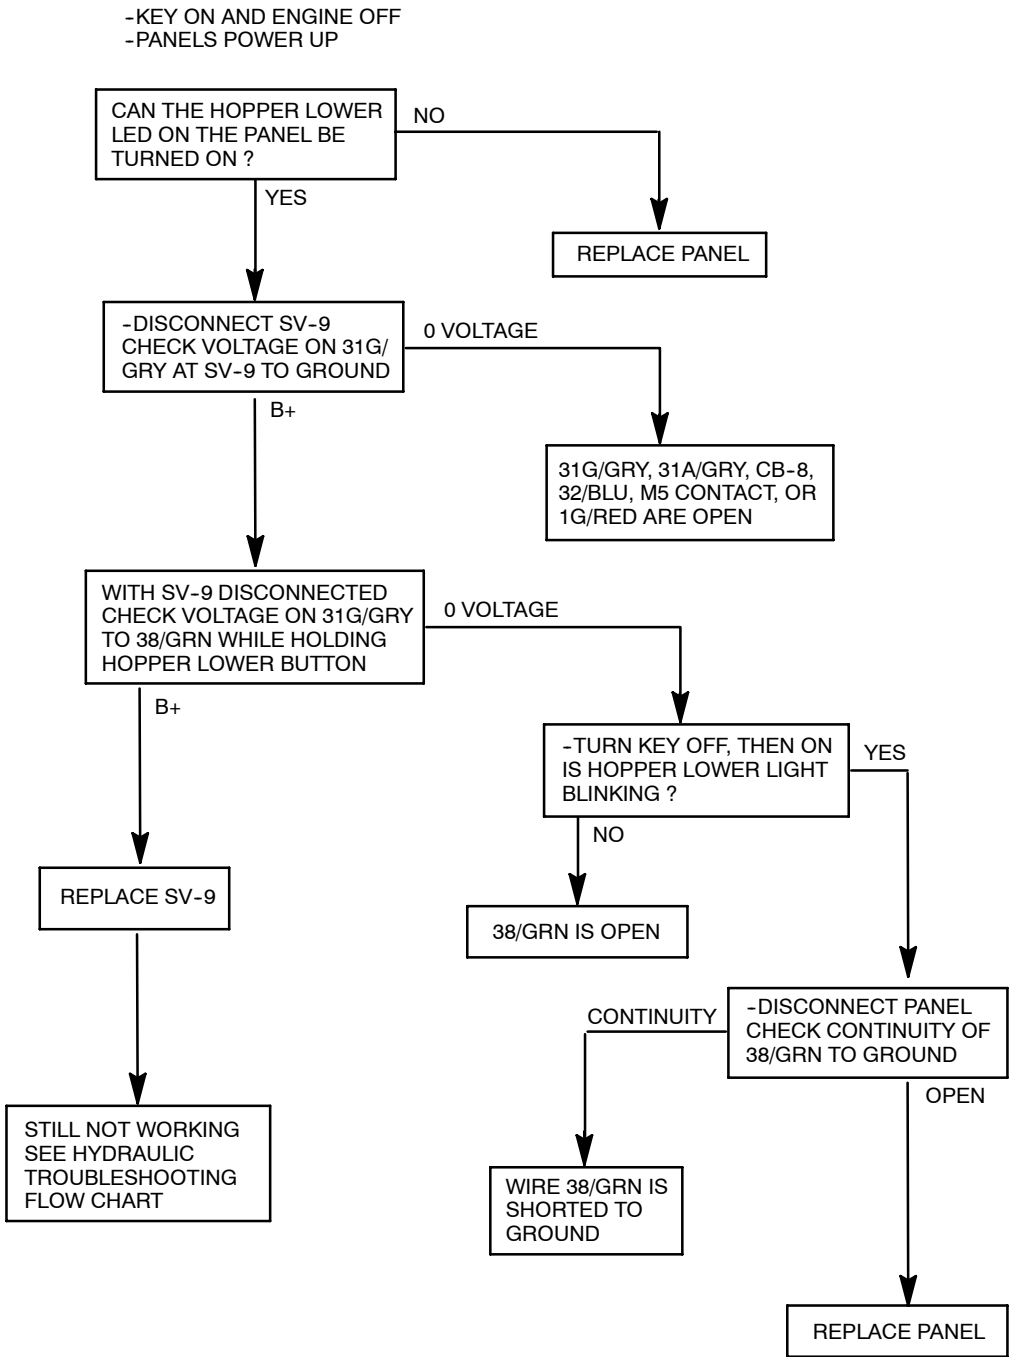 --KEY ON AND ENGINE OFF
--PANELS POWER UP
CAN THE HOPPER LOWER
LED ON THE PANEL BE
TURNED ON ?
NO
YES
REPLACE PANEL
--DISCONNECT SV--9
CHECK VOLTAGE ON 31G/
GRY AT SV--9 TO GROUND
0 VOLTAGE
B+
31G/GRY, 31A/GRY, CB--8,
32/BLU, M5 CONTACT, OR
1G/RED ARE OPEN
WITH SV--9 DISCONNECTED
CHECK VOLTAGE ON 31G/GRY
TO 38/GRN WHILE HOLDING
HOPPER LOWER BUTTON
0 VOLTAGE
B+
--TURN KEY OFF, THEN ON
IS HOPPER LOWER LIGHT
BLINKING ?
YES
NO
REPLACE SV--9
38/GRN IS OPEN
--DISCONNECT PANEL
CHECK CONTINUITY OF
38/GRN TO GROUND
CONTINUITY
OPEN
STILL NOT WORKING
SEE HYDRAULIC
TROUBLESHOOTING
FLOW CHART
WIRE 38/GRN IS
SHORTED TO
GROUND
REPLACE PANEL